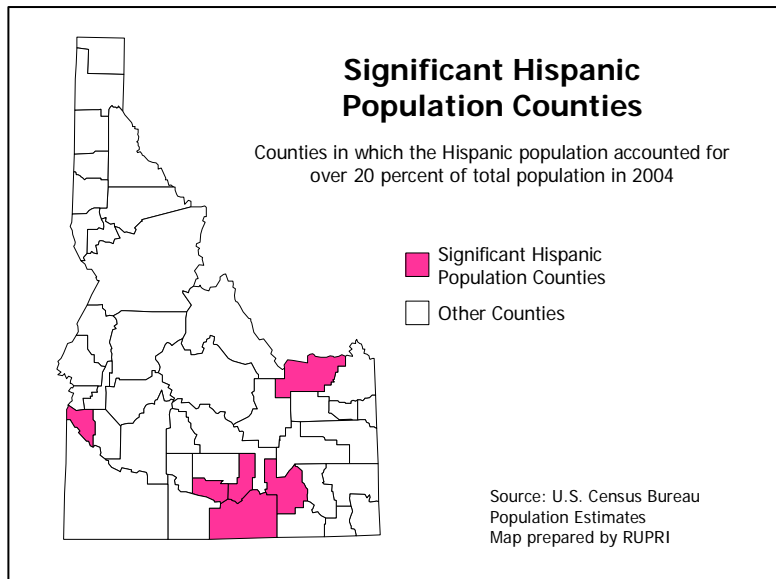 Significant Hispanic
Population Counties
Counties in which the Hispanic population accounted for
over 20 percent of total population in 2004
Significant Hispanic
Population Counties
Other Counties
Source: U.S. Census Bureau
Population Estimates
Map prepared by RUPRI